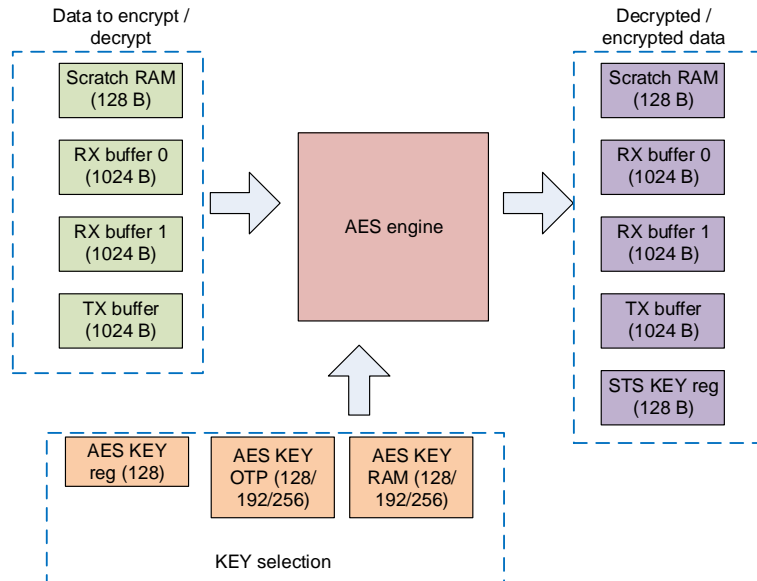 Data to encrypt /
decrypt
Scratch RAM
(128 B)
RX buffer 0
(1024 B)
RX buffer 1
(1024 B)
TX buffer
(1024 B)
AES engine
Decrypted /
encrypted data
Scratch RAM
(128 B)
RX buffer 0
(1024 B)
RX buffer 1
(1024 B)
TX buffer
(1024 B)
STS KEY reg
(128 B)
AES KEY
reg (128)
AES KEY
OTP (128/
192/256)
AES KEY
RAM (128/
192/256)
KEY selection